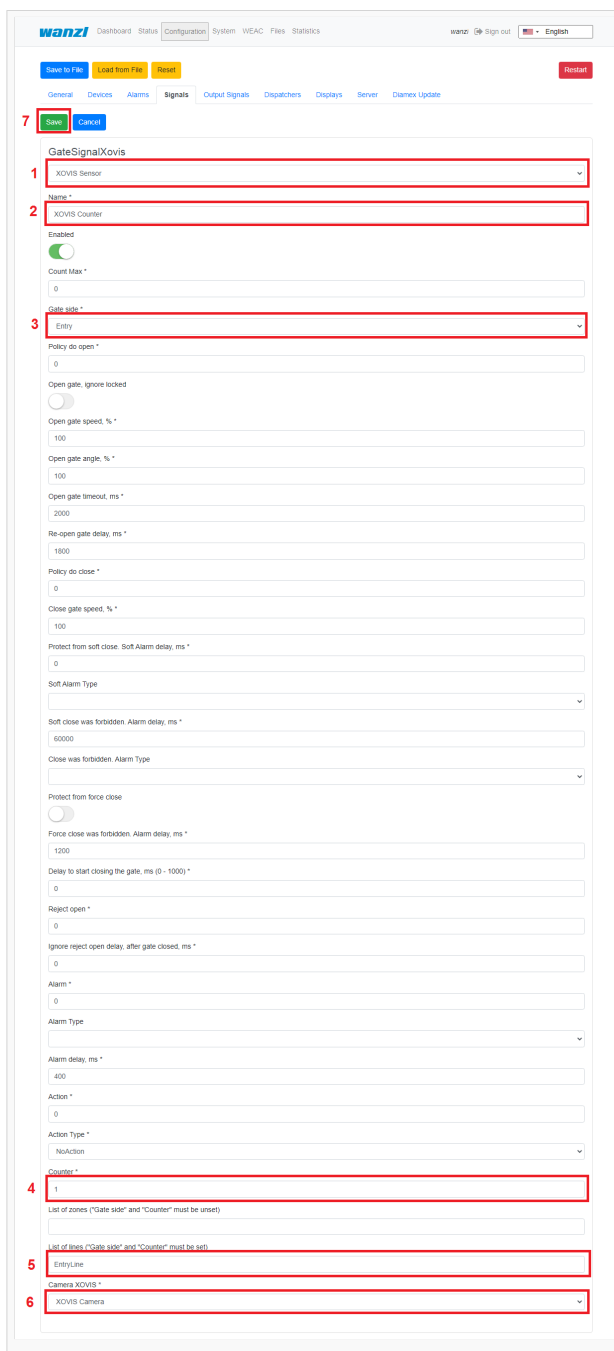 wanzl Dashboard Status Configuration System WEAC Files Statistics wanzl Sign out English
Save to File Load from File Reset Restart
General Devices Alarms Signals Output Signals Dispatchers Displays Server Diamex Update
7 Save Cancel
GateSignalXovis
1 XOVIS Sensor
Name *
2 XOVIS Counter
Enabled
Count Max *
0
Gate side *
3 Entry
Policy do open *
0
Open gate, ignore locked
Open gate speed, % *
100
Open gate angle, % *
100
Open gate timeout, ms *
2000
Re-open gate delay, ms *
1800
Policy do close *
0
Close gate speed, % *
100
Protect from soft close. Soft Alarm delay, ms *
0
Soft Alarm Type
Soft close was forbidden. Alarm delay, ms *
60000
Close was forbidden. Alarm Type
Protect from force close
Force close was forbidden. Alarm delay, ms *
1200
Delay to start closing the gate, ms (0 - 1000) *
0
Reject open *
0
Ignore reject open delay, after gate closed, ms *
0
Alarm *
0
Alarm Type
Alarm delay, ms *
400
Action *
0
Action Type *
NoAction
Counter *
4 1
List of zones ("Gate side" and "Counter" must be unset)
List of lines ("Gate side" and "Counter" must be set)
5 EntryLine
Camera XOVIS *
6 XOVIS Camera